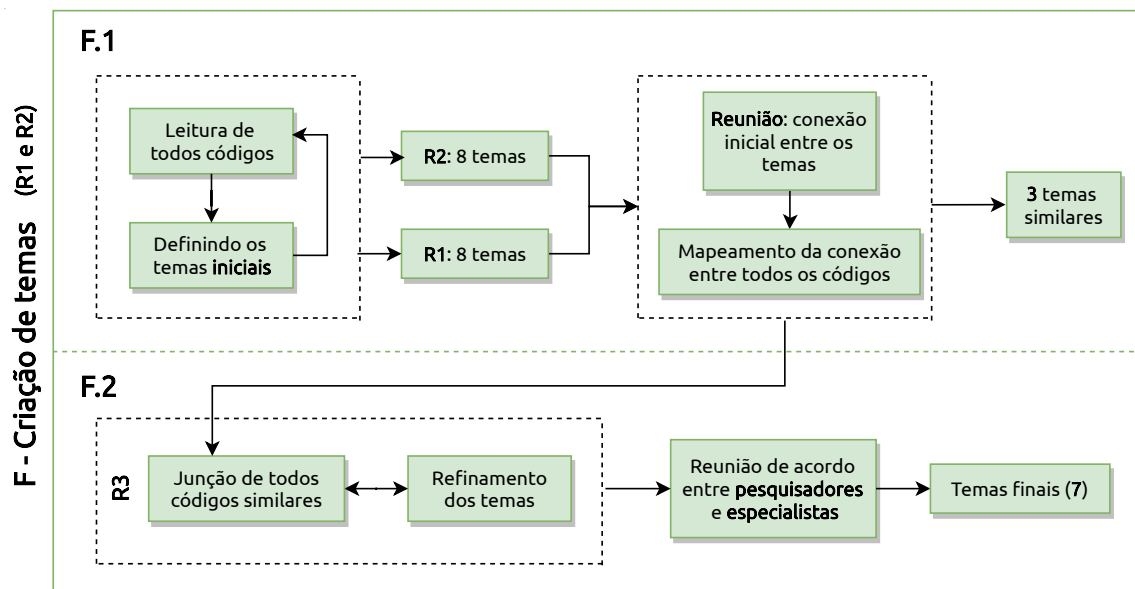 F - Criação de temas (R1 e R2)
F.1
Leitura de
todos códigos
Definindo os
temas iniciais
R2: 8 temas
R1: 8 temas
Reunião: conexão
inicial entre os
temas
Mapeamento da conexão
entre todos os códigos
3 temas
similares
F.2
R3
Junção de todos
códigos similares
Refinamento
dos temas
Reunião de acordo
entre pesquisadores
e especialistas
Temas finais (7)